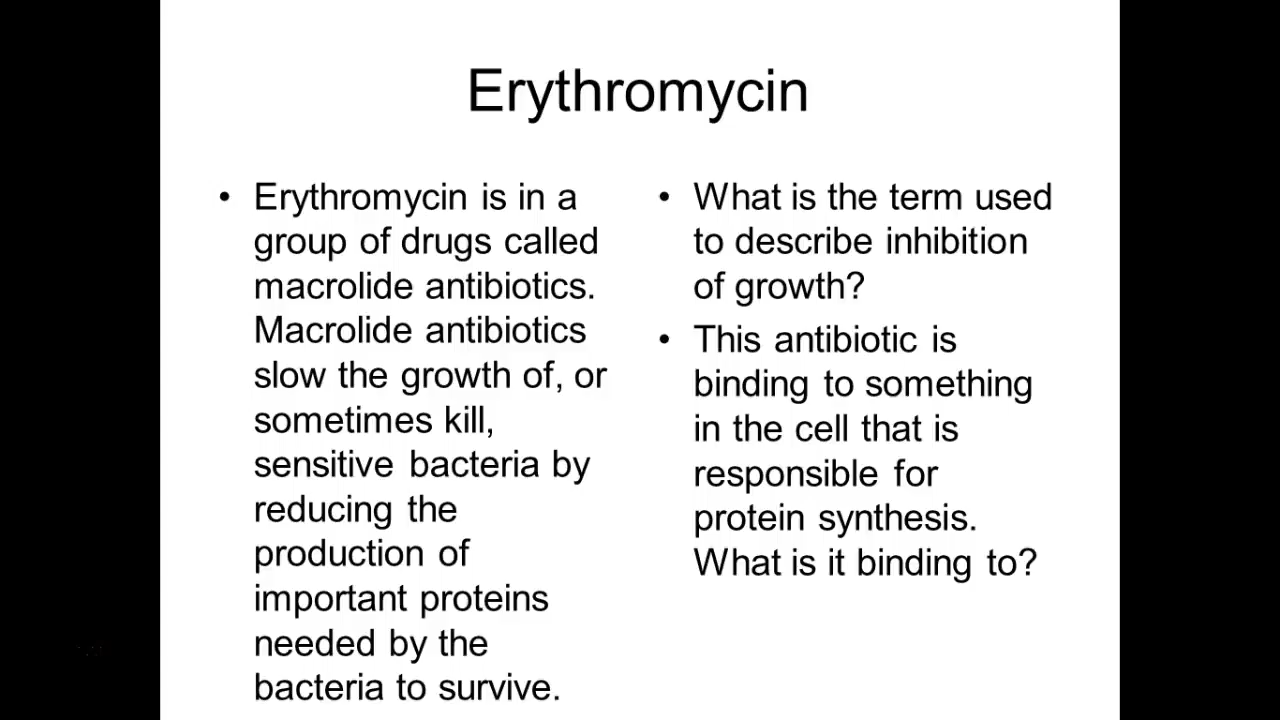 Erythromycin
• Erythromycin is in a
group of drugs called
macrolide antibiotics.
Macrolide antibiotics
slow the growth of, or
sometimes kill,
sensitive bacteria by
reducing the
production of
important proteins
needed by the
bacteria to survive.
• What is the term used
to describe inhibition
of growth?
• This antibiotic is
binding to something
in the cell that is
responsible for
protein synthesis.
What is it binding to?